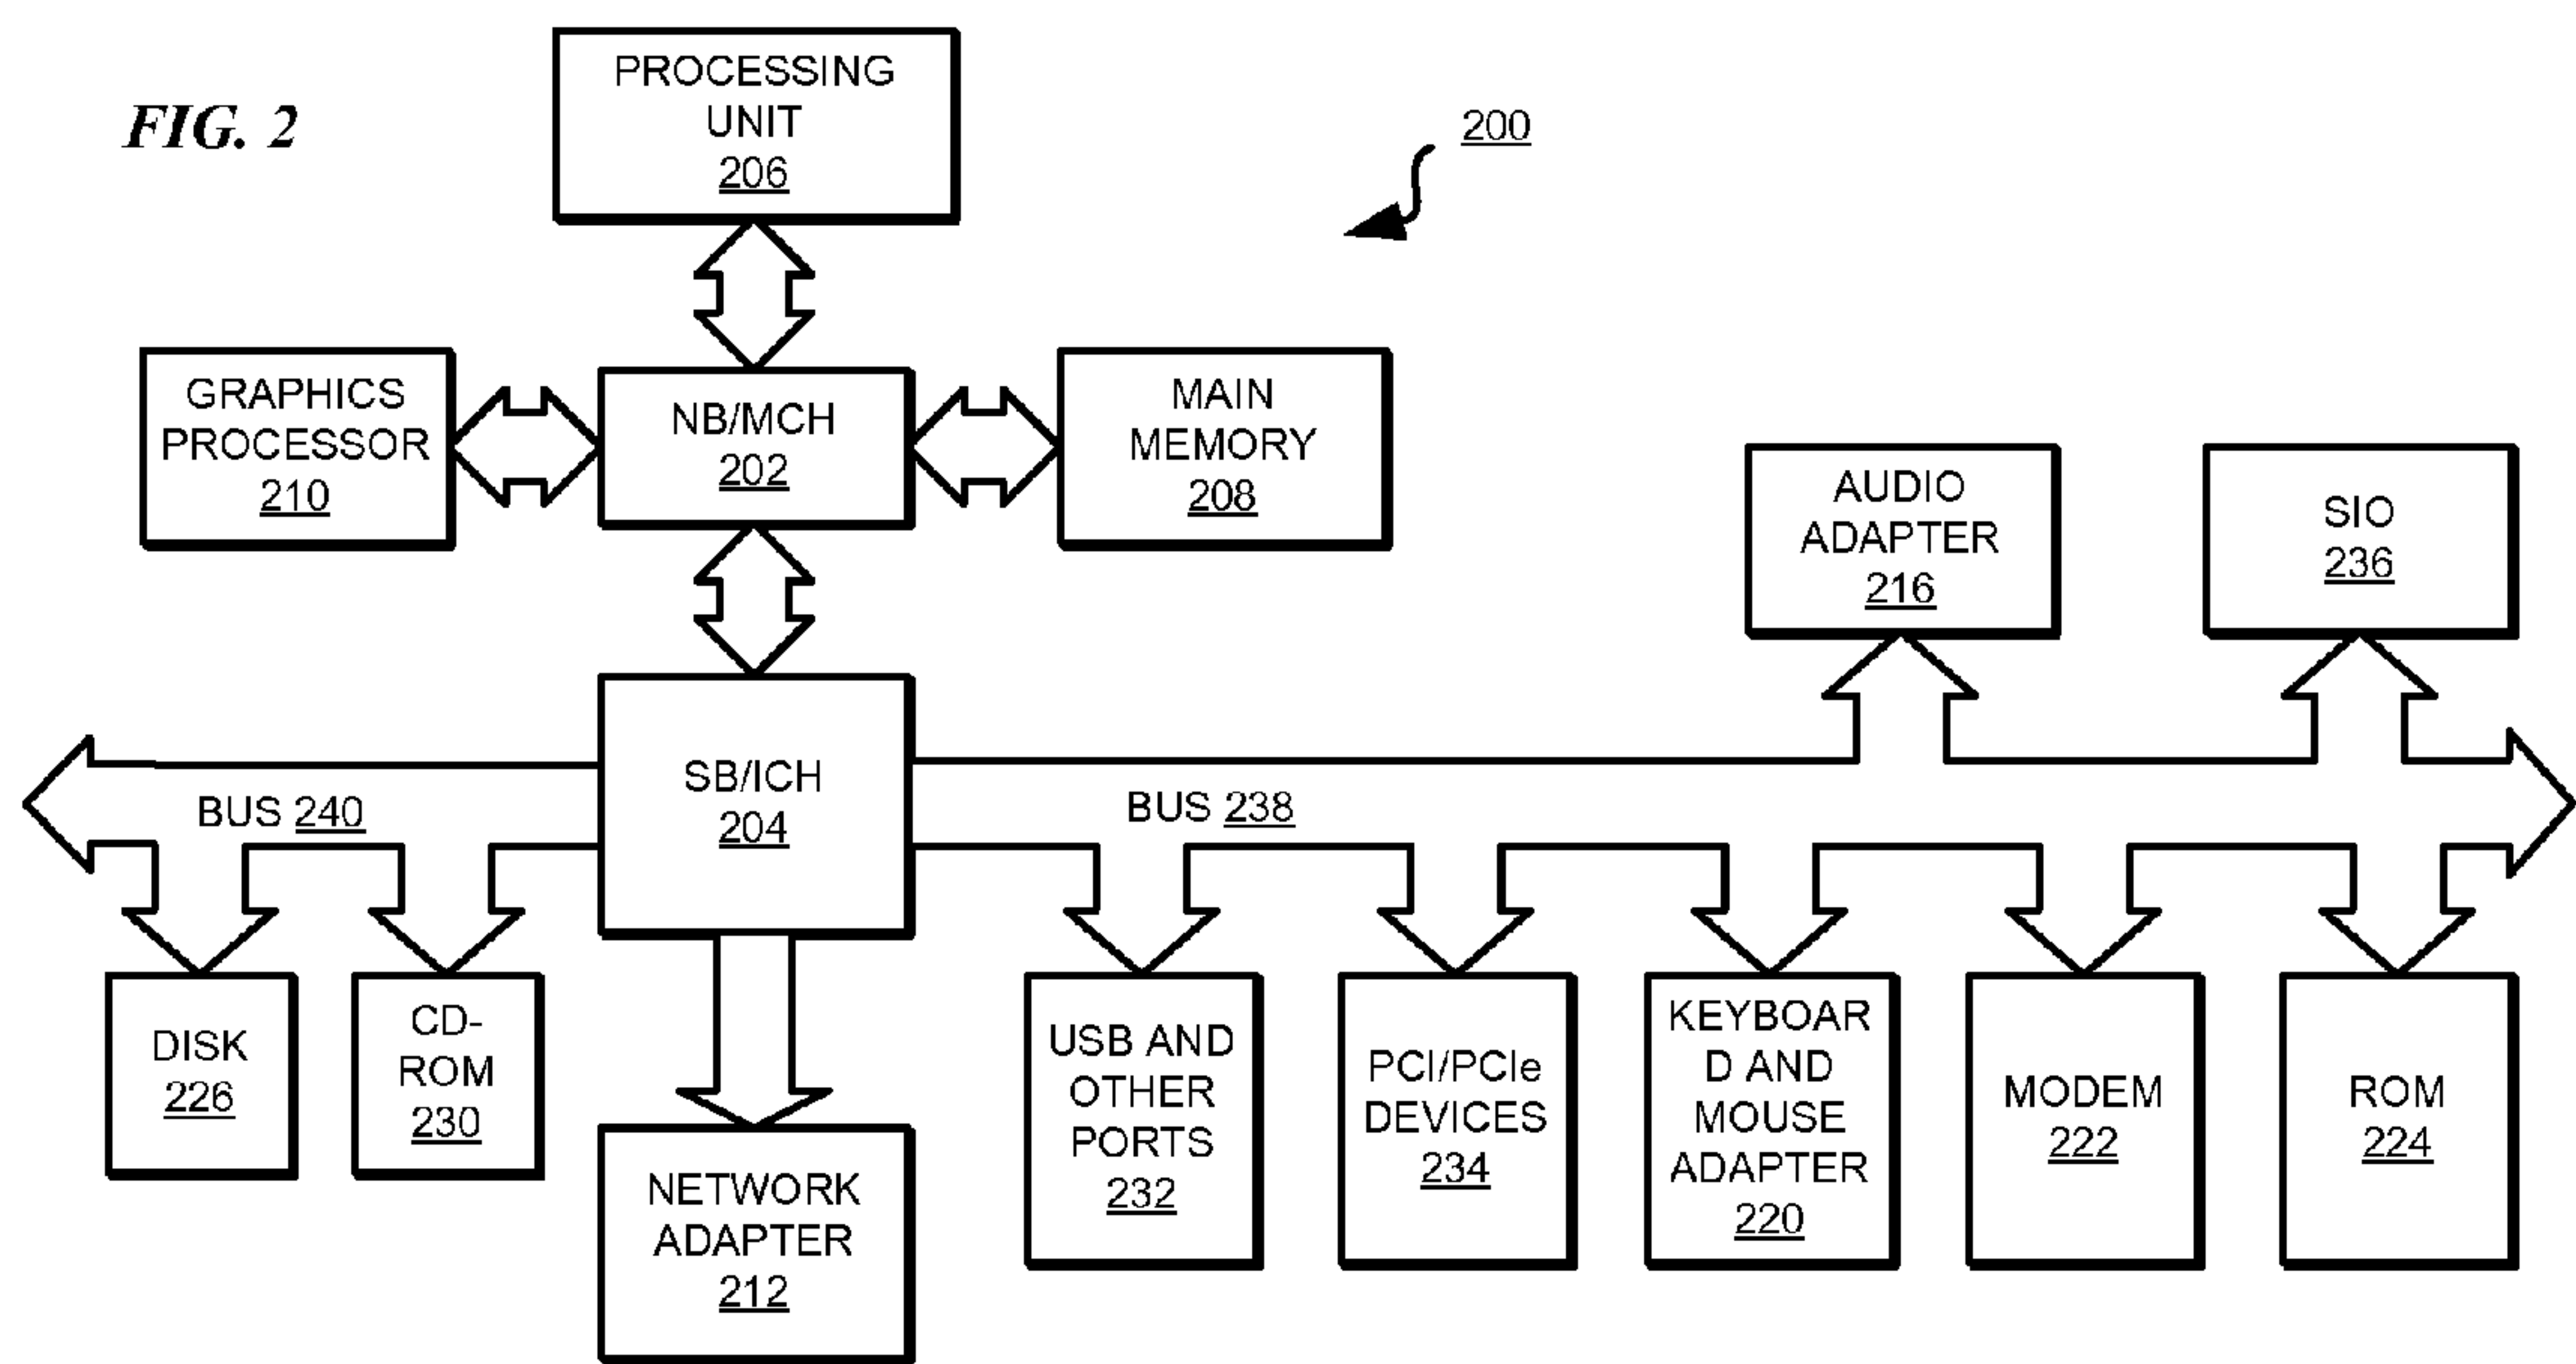 FIG. 2
PROCESSING
UNIT
206
200
GRAPHICS
PROCESSOR
210
NB/MCH
202
MAIN
MEMORY
208
AUDIO
ADAPTER
216
SIO
236
SB/ICH
204
BUS 240
BUS 238
DISK
226
CD-
ROM
230
NETWORK
ADAPTER
212
USB AND
OTHER
PORTS
232
PCI/PCIe
DEVICES
234
KEYBOAR
D AND
MOUSE
ADAPTER
220
MODEM
222
ROM
224